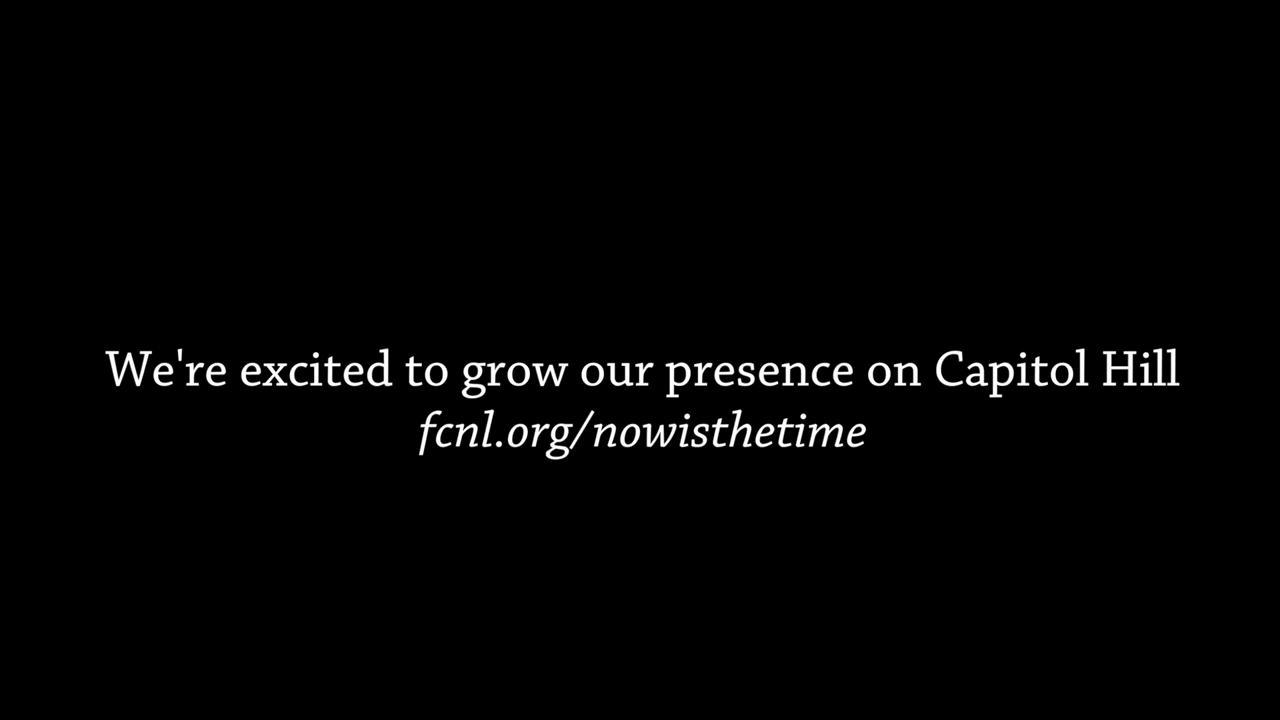 We're excited to grow our presence on Capitol Hill
fcnl.org/nowisthetime